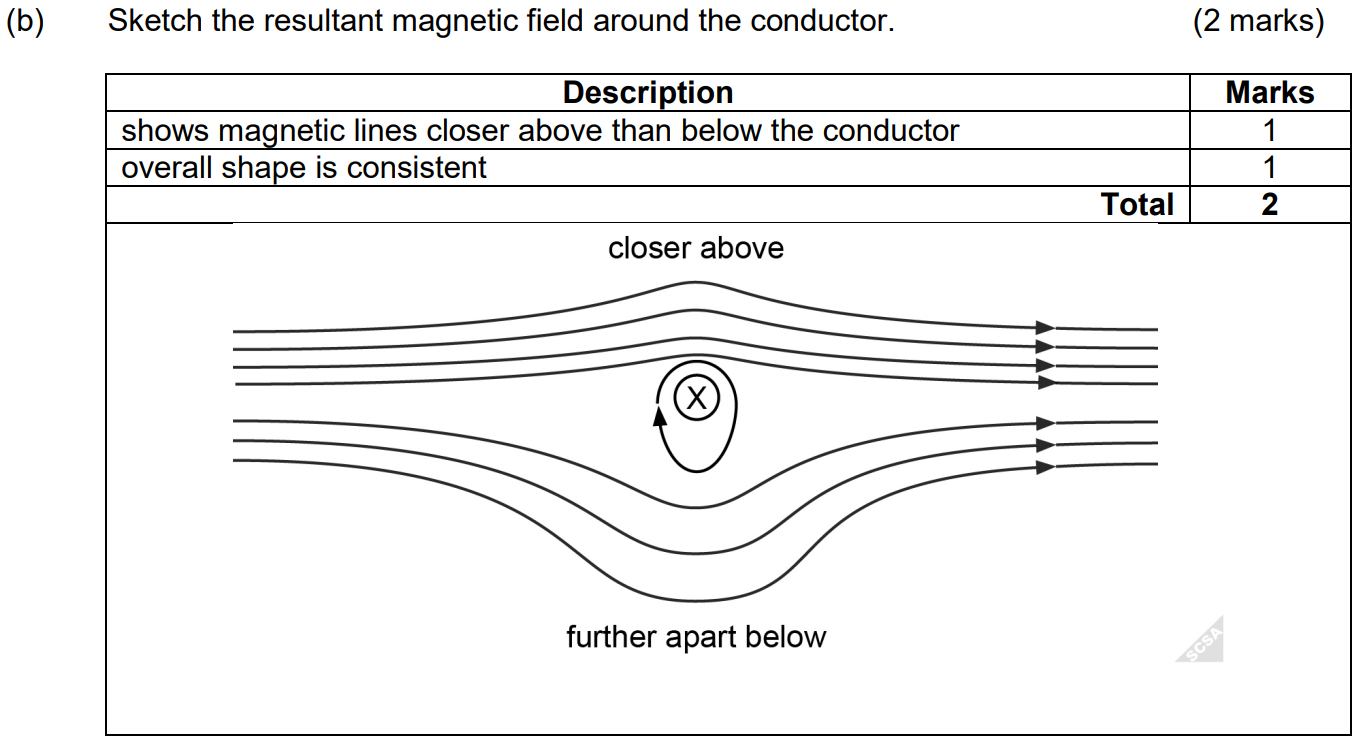 (b) Sketch the resultant magnetic field around the conductor. (2 marks)
Description Marks
shows magnetic lines closer above than below the conductor 1
overall shape is consistent 1
Total 2
closer above
X
further apart below
SCSA